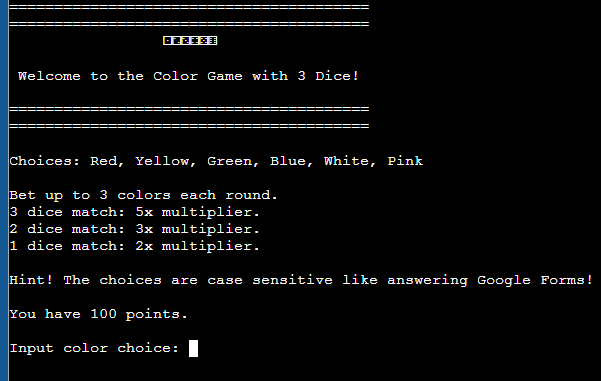 ========================================
========================================
⚀⚁⚂⚃⚄⚅
Welcome to the Color Game with 3 Dice!
========================================
========================================
Choices: Red, Yellow, Green, Blue, White, Pink
Bet up to 3 colors each round.
3 dice match: 5x multiplier.
2 dice match: 3x multiplier.
1 dice match: 2x multiplier.
Hint! The choices are case sensitive like answering Google Forms!
You have 100 points.
Input color choice: